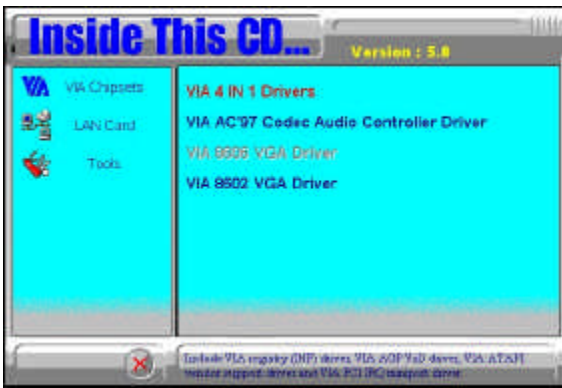 Inside This CD...
Version : 5.8
VIA Chipsets
LAN Card
Tools
VIA 4 IN 1 Drivers
VIA AC'97 Codec Audio Controller Driver
VIA 8605 VGA Driver
VIA 8602 VGA Driver
Include VIA registry (INF) driver, VIA AGP VxD driver, VIA ATAPI
vendor support driver and VIA PCI IRQ miniport driver